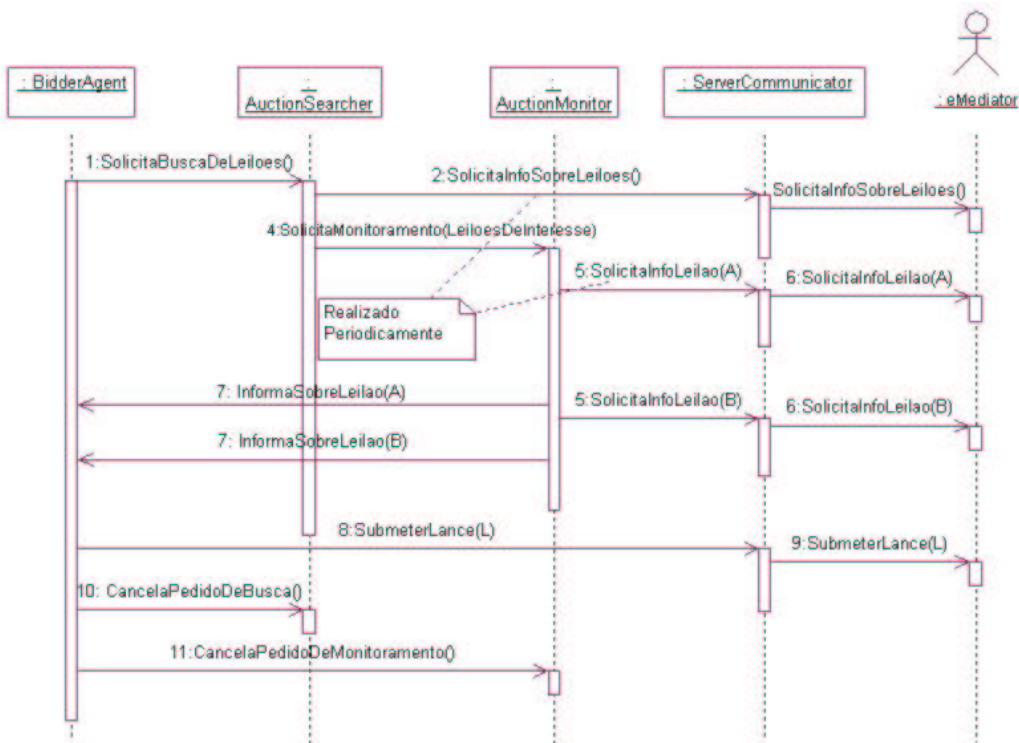 : BidderAgent
:
AuctionSearcher
:
AuctionMonitor
: ServerCommunicator
: eMediator
1:SolicitaBuscaDeLeiloes()
2:SolicitaInfoSobreLeiloes()
SolicitaInfoSobreLeiloes()
4:SolicitaMonitoramento(LeiloesDeInteresse)
5:SolicitaInfoLeilao(A)
6:SolicitaInfoLeilao(A)
Realizado
Periodicamente
7: InformaSobreLeilao(A)
5:SolicitaInfoLeilao(B)
6:SolicitaInfoLeilao(B)
7: InformaSobreLeilao(B)
8:SubmeterLance(L)
9:SubmeterLance(L)
10: CancelaPedidoDeBusca()
11:CancelaPedidoDeMonitoramento()